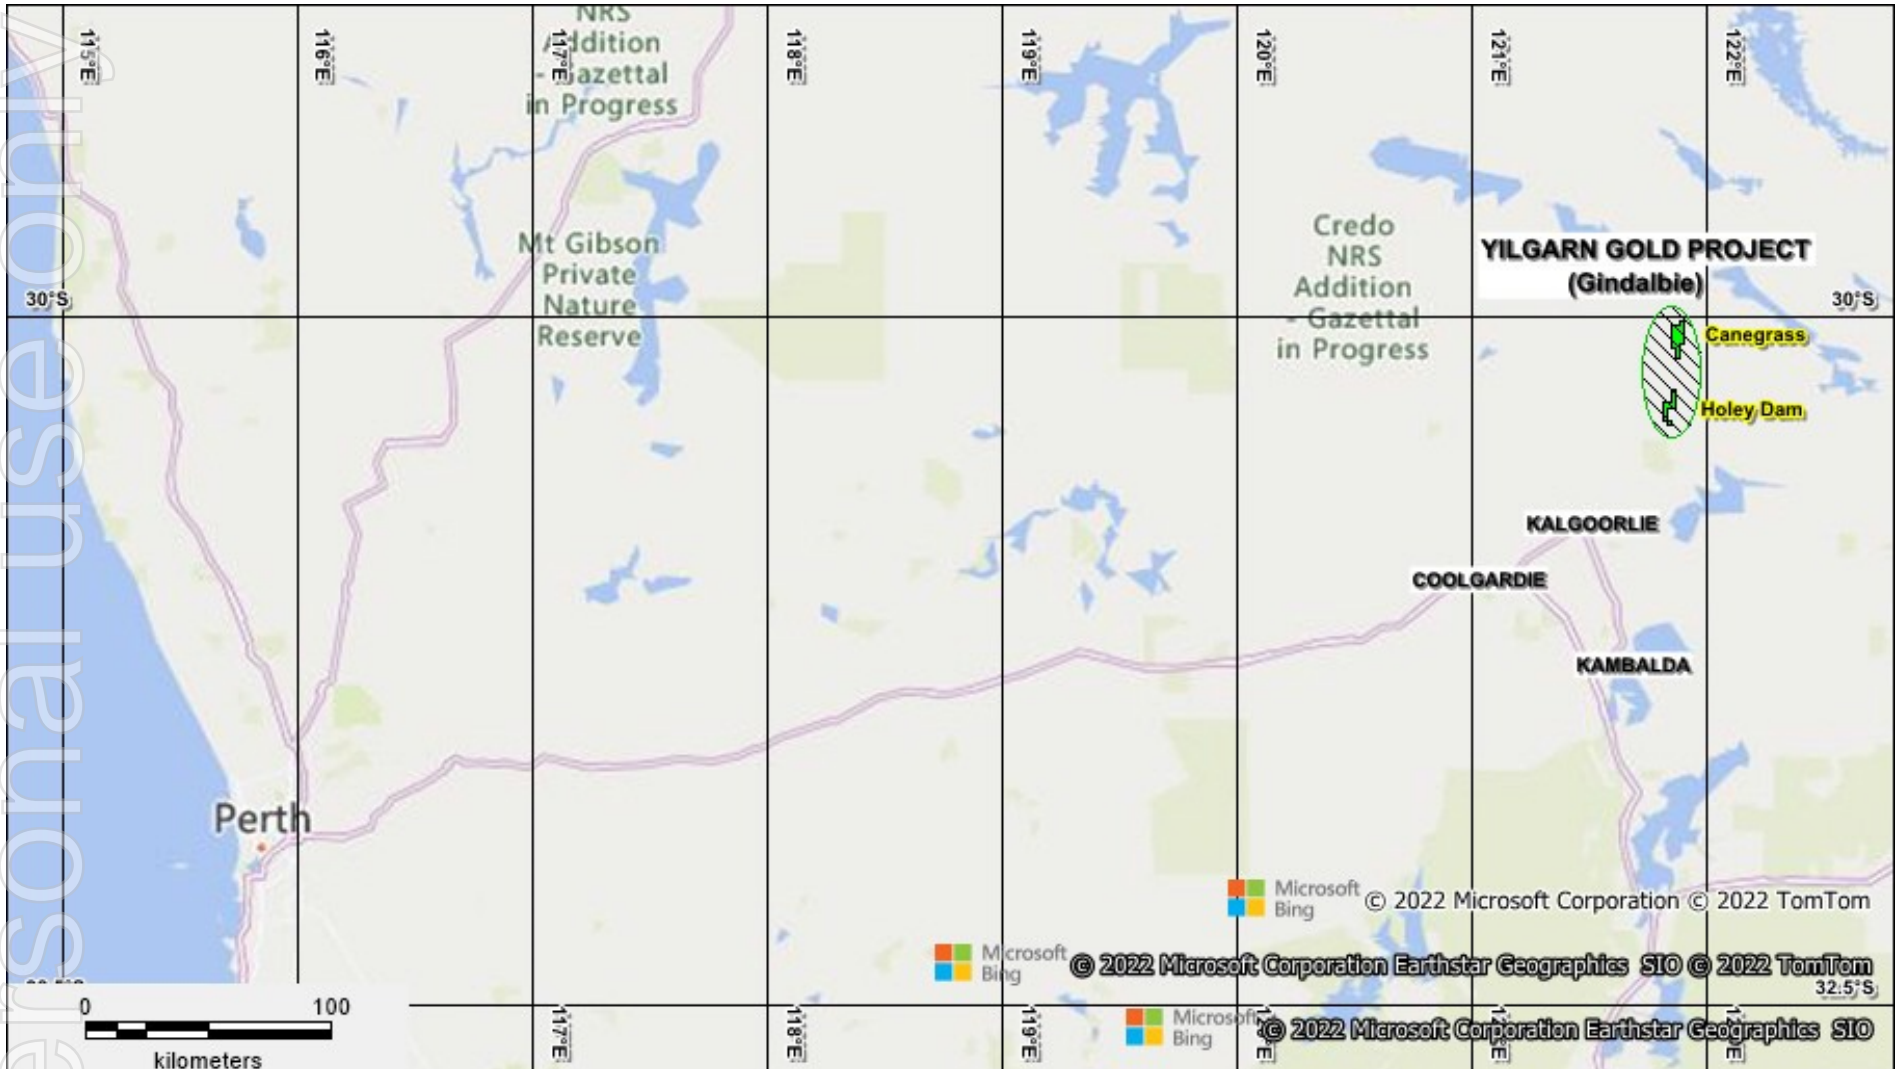 NRS
Addition
- Gazettal
in Progress
115°E
116°E
117°E
118°E
119°E
120°E
121°E
122°E
Mt Gibson
Private
Nature
Reserve
Credo
NRS
Addition
- Gazettal
in Progress
YILGARN GOLD PROJECT
(Gindalbie)
30°S
30°S
Canegrass
Holey Dam
KALGOORLIE
COOLGARDIE
KAMBALDA
Perth
Microsoft
Bing
© 2022 Microsoft Corporation © 2022 TomTom
Microsoft
Bing
© 2022 Microsoft Corporation Earthstar Geographics SIO © 2022 TomTom
32.5°S
0 100
kilometers
117°E
118°E
119°E
Microsoft
Bing
© 2022 Microsoft Corporation Earthstar Geographics SIO
ersonal use only